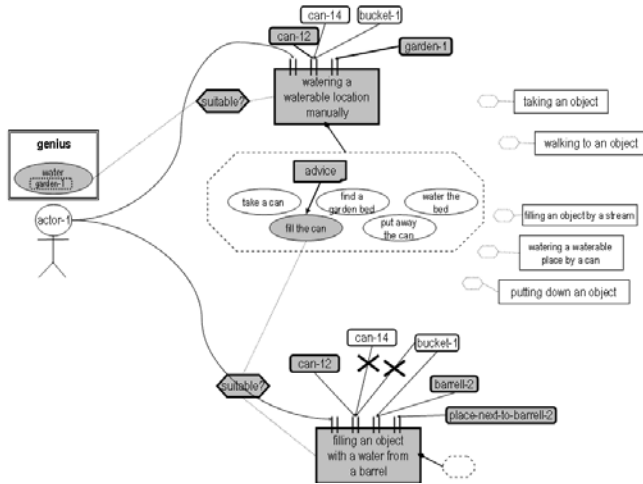 can-14
bucket-1
can-12
garden-1
watering a
waterable location
manually
suitable?
taking an object
genius
water
garden-1
walking to an object
advice
take a can
find a
garden bed
water the
bed
actor-1
fill the can
put away
the can
filling an object by a stream
watering a waterable
place by a can
putting down an object
can-14
bucket-1
can-12
suitable?
barrell-2
place-next-to-barrell-2
filling an object
with a water from
a barrel